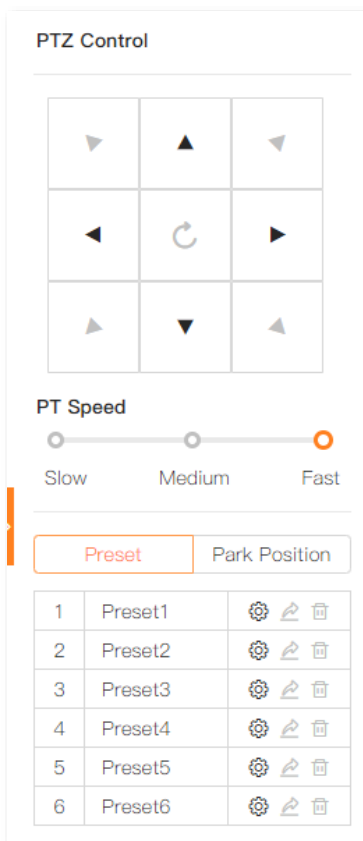 PTZ Control
PT Speed
Slow Medium Fast
Preset Park Position
1 Preset1
2 Preset2
3 Preset3
4 Preset4
5 Preset5
6 Preset6